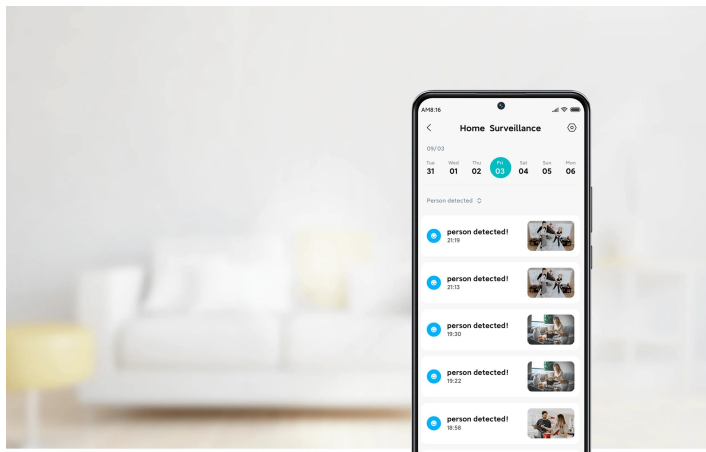 AM8:16
Home Surveillance
09/03
Tue Wed Thu Fri Sat Sun Mon
31 01 02 03 04 05 06
Person detected
person detected!
21:19
person detected!
21:13
person detected!
19:30
person detected!
19:22
person detected!
18:58